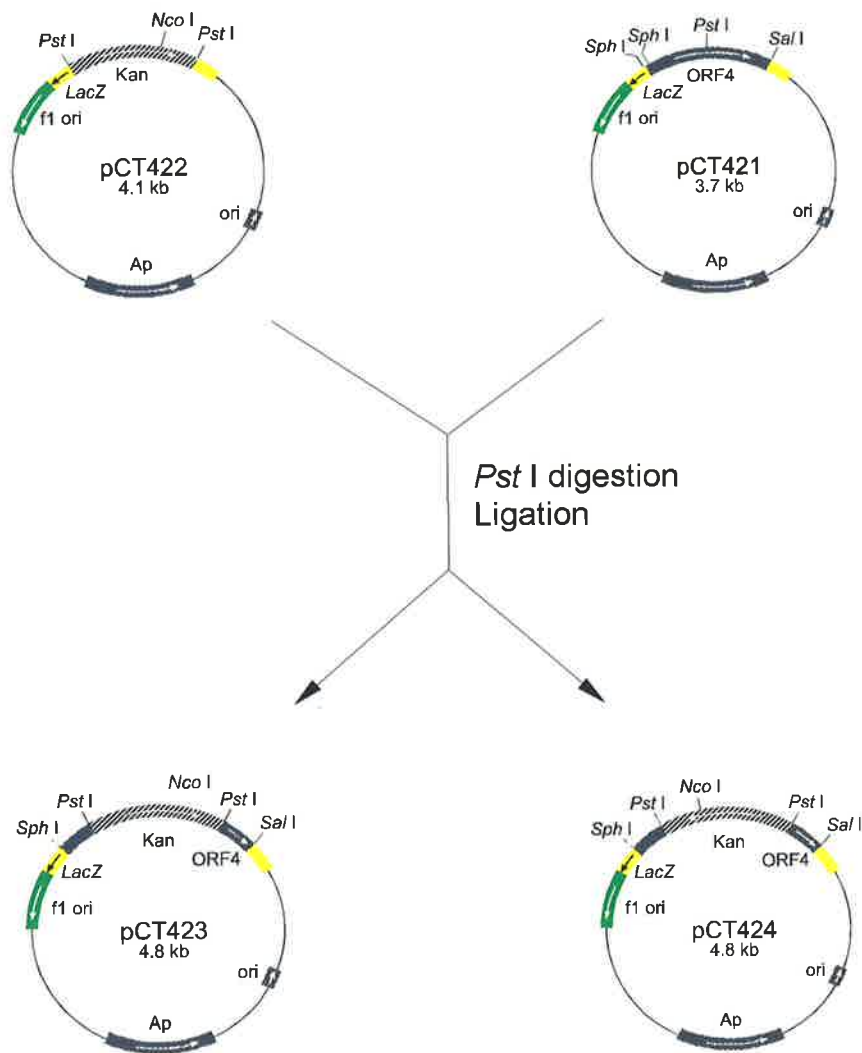 Nco I
Pst I
Pst I
Kan
LacZ
f1 ori
pCT422
4.1 kb
ori
Ap
Sph I
Sph I
Pst I
Sal I
ORF4
LacZ
f1 ori
pCT421
3.7 kb
ori
Ap
Pst I digestion
Ligation
Nco I
Pst I
Pst I
Sph I
Sal I
Kan
ORF4
LacZ
f1 ori
pCT423
4.8 kb
ori
Ap
Nco I
Pst I
Pst I
Sph I
Sal I
Kan
ORF4
LacZ
f1 ori
pCT424
4.8 kb
ori
Ap